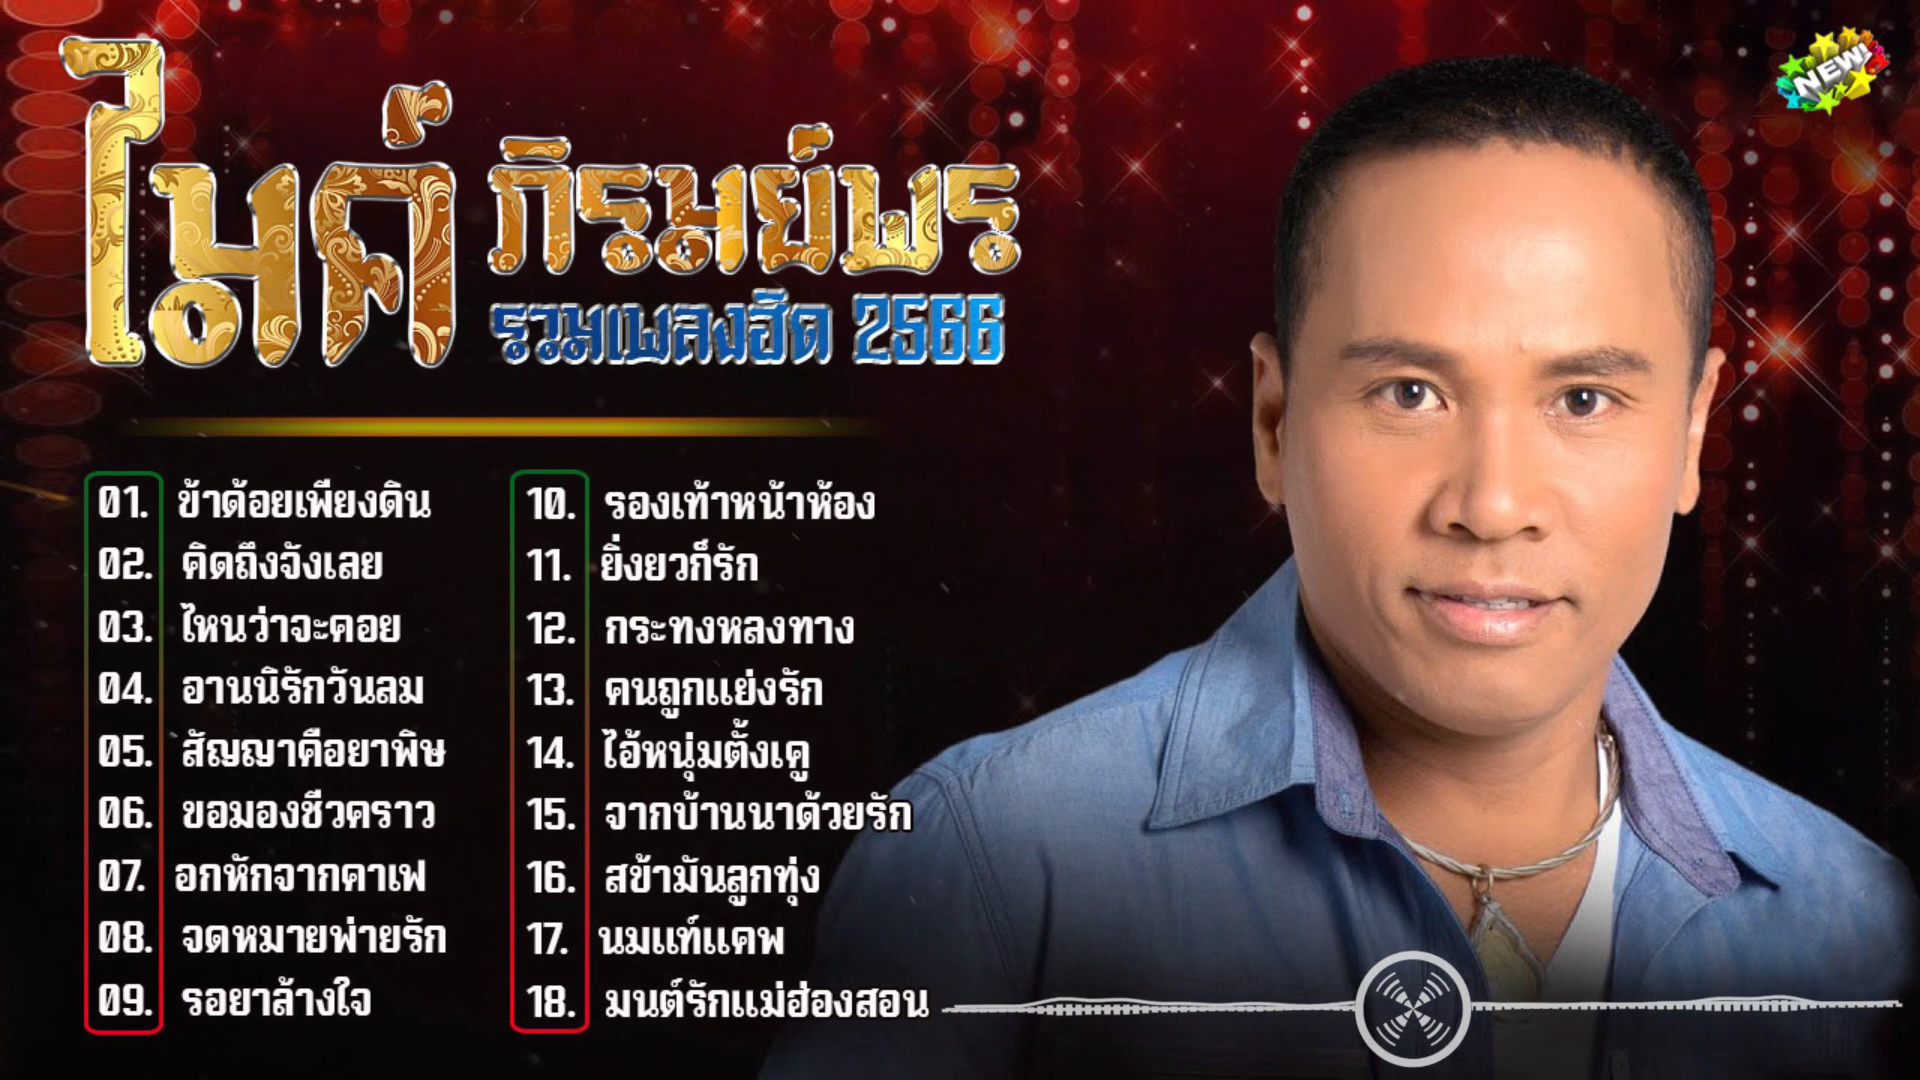 ไมค์ ภิรมย์พร
รวมเพลงฮิต 2566
NEW!
01. ข้าด้อยเพียงดิน
02. คิดถึงจังเลย
03. ไหนว่าจะคอย
04. อานนิรักวันลม
05. สัญญาคือยาพิษ
06. ขอมองชีวคราว
07. อกหักจากคาเฟ
08. จดหมายพ่ายรัก
09. รอยาล้างใจ
10. รองเท้าหน้าห้อง
11. ยิ่งยวก็รัก
12. กระทงหลงทาง
13. คนถูกแย่งรัก
14. ไอ้หนุ่มตั้งเคู
15. จากบ้านนาด้วยรัก
16. สข้ามันลูกทุ่ง
17. นมแท้แคพ
18. มนต์รักแม่ฮ่องสอน